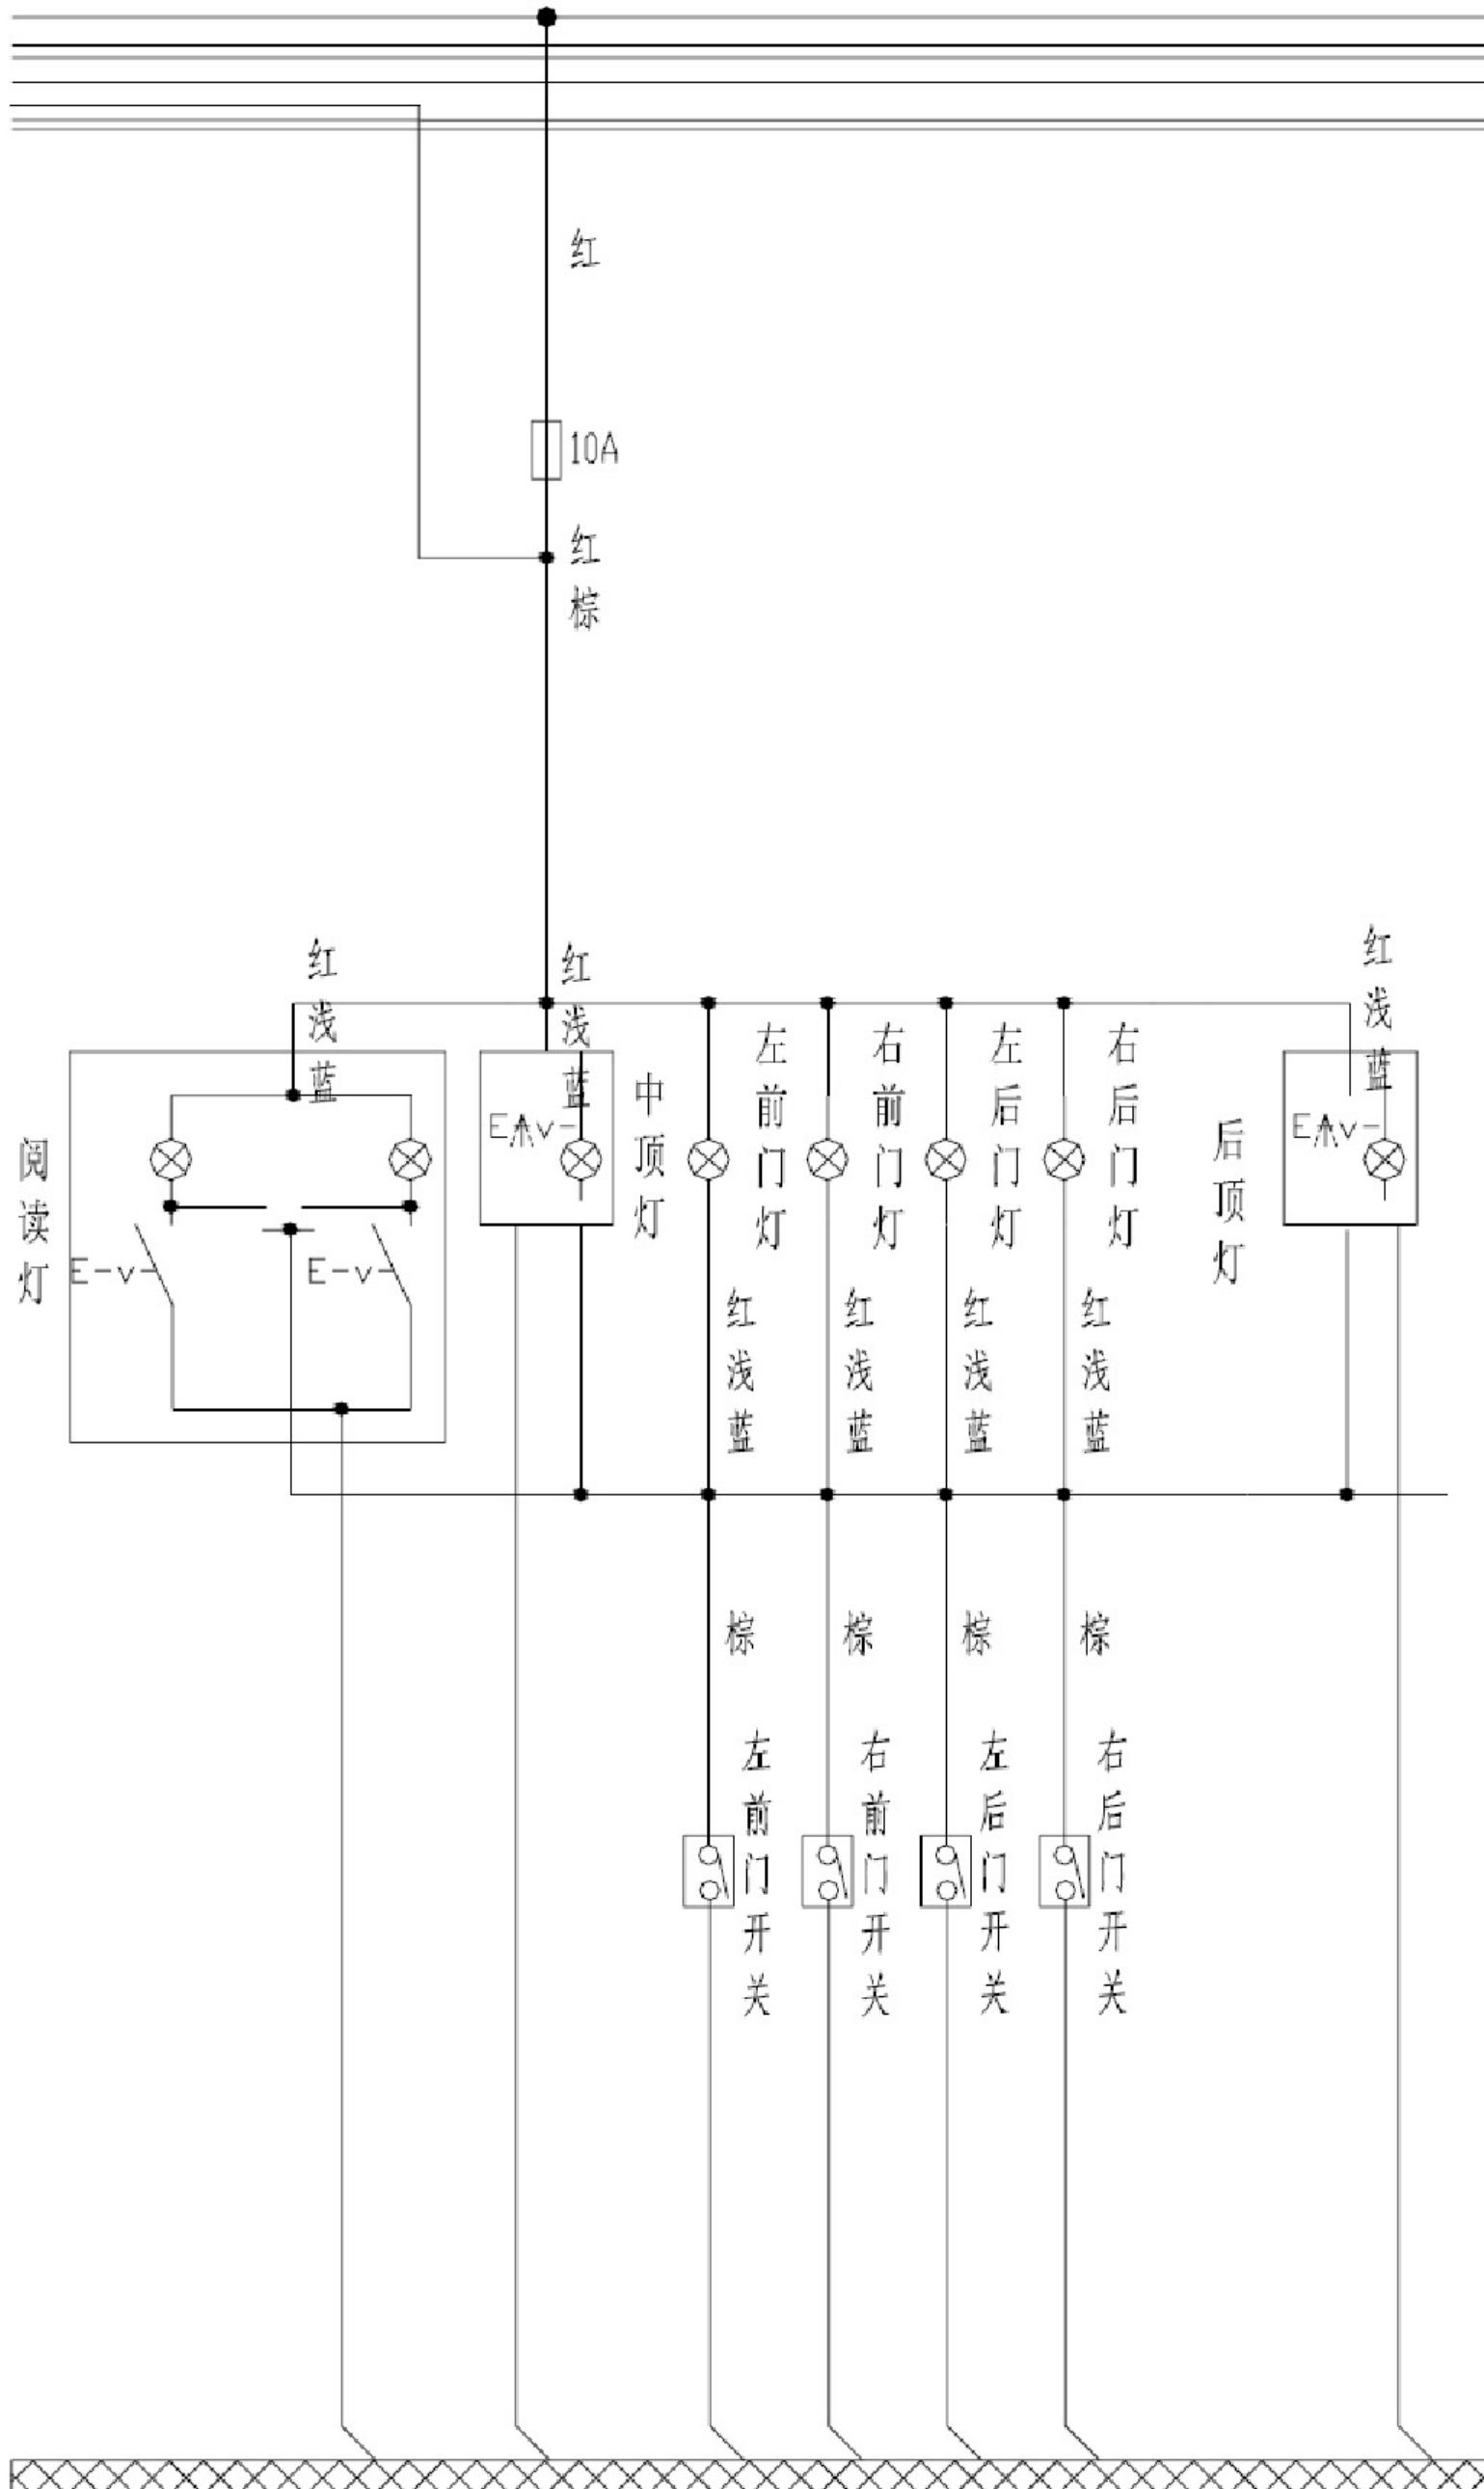 红
10A
红棕
红浅蓝
红浅蓝
红浅蓝
阅读灯
E-v-
E-v-
E v-
中顶灯
左前门灯
右前门灯
左后门灯
右后门灯
后顶灯
E v-
红浅蓝
红浅蓝
红浅蓝
红浅蓝
棕
棕
棕
棕
左前门开关
右前门开关
左后门开关
右后门开关